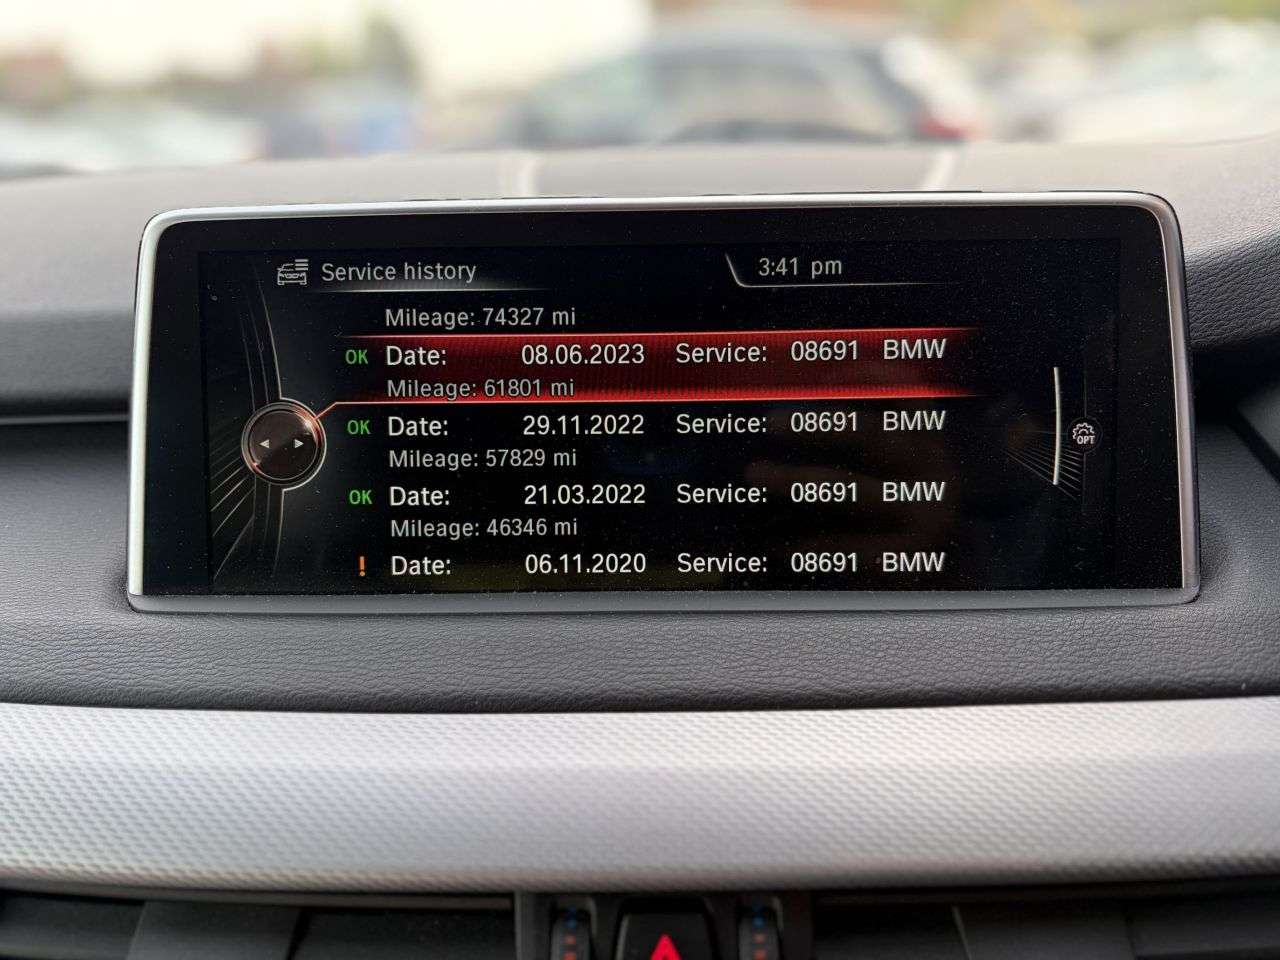 Service history 3:41 pm
Mileage: 74327 mi
OK Date: 08.06.2023 Service: 08691 BMW
Mileage: 61801 mi
OK Date: 29.11.2022 Service: 08691 BMW
Mileage: 57829 mi
OK Date: 21.03.2022 Service: 08691 BMW
Mileage: 46346 mi
! Date: 06.11.2020 Service: 08691 BMW
OPT